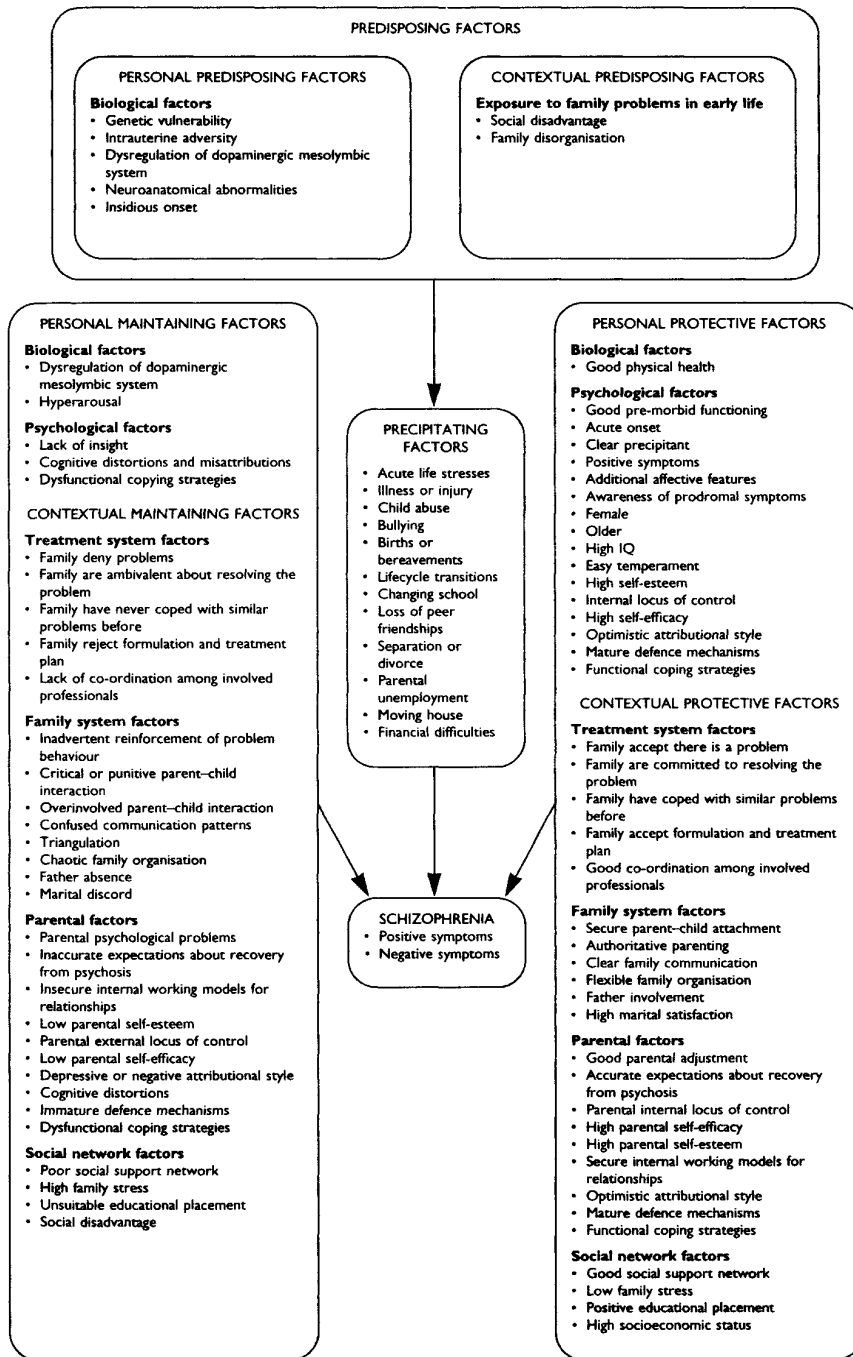 PREDISPOSING FACTORS
PERSONAL PREDISPOSING FACTORS
Biological factors
• Genetic vulnerability
• Intrauterine adversity
• Dysregulation of dopaminergic mesolymbic
system
• Neuroanatomical abnormalities
• Insidious onset
CONTEXTUAL PREDISPOSING FACTORS
Exposure to family problems in early life
• Social disadvantage
• Family disorganisation
PERSONAL MAINTAINING FACTORS
Biological factors
• Dysregulation of dopaminergic
mesolymbic system
• Hyperarousal
Psychological factors
• Lack of insight
• Cognitive distortions and misattributions
• Dysfunctional copying strategies
CONTEXTUAL MAINTAINING FACTORS
Treatment system factors
• Family deny problems
• Family are ambivalent about resolving the
problem
• Family have never coped with similar
problems before
• Family reject formulation and treatment
plan
• Lack of co-ordination among involved
professionals
Family system factors
• Inadvertent reinforcement of problem
behaviour
• Critical or punitive parent–child
interaction
• Overinvolved parent–child interaction
• Confused communication patterns
• Triangulation
• Chaotic family organisation
• Father absence
• Marital discord
Parental factors
• Parental psychological problems
• Inaccurate expectations about recovery
from psychosis
• Insecure internal working models for
relationships
• Low parental self-esteem
• Parental external locus of control
• Low parental self-efficacy
• Depressive or negative attributional style
• Cognitive distortions
• Immature defence mechanisms
• Dysfunctional coping strategies
Social network factors
• Poor social support network
• High family stress
• Unsuitable educational placement
• Social disadvantage
PRECIPITATING
FACTORS
• Acute life stresses
• Illness or injury
• Child abuse
• Bullying
• Births or
bereavements
• Lifecycle transitions
• Changing school
• Loss of peer
friendships
• Separation or
divorce
• Parental
unemployment
• Moving house
• Financial difficulties
SCHIZOPHRENIA
• Positive symptoms
• Negative symptoms
PERSONAL PROTECTIVE FACTORS
Biological factors
• Good physical health
Psychological factors
• Good pre-morbid functioning
• Acute onset
• Clear precipitant
• Positive symptoms
• Additional affective features
• Awareness of prodromal symptoms
• Female
• Older
• High IQ
• Easy temperament
• High self-esteem
• Internal locus of control
• High self-efficacy
• Optimistic attributional style
• Mature defence mechanisms
• Functional coping strategies
CONTEXTUAL PROTECTIVE FACTORS
Treatment system factors
• Family accept there is a problem
• Family are committed to resolving the
problem
• Family have coped with similar problems
before
• Family accept formulation and treatment
plan
• Good co-ordination among involved
professionals
Family system factors
• Secure parent–child attachment
• Authoritative parenting
• Clear family communication
• Flexible family organisation
• Father involvement
• High marital satisfaction
Parental factors
• Good parental adjustment
• Accurate expectations about recovery
from psychosis
• Parental internal locus of control
• High parental self-efficacy
• High parental self-esteem
• Secure internal working models for
relationships
• Optimistic attributional style
• Mature defence mechanisms
• Functional coping strategies
Social network factors
• Good social support network
• Low family stress
• Positive educational placement
• High socioeconomic status